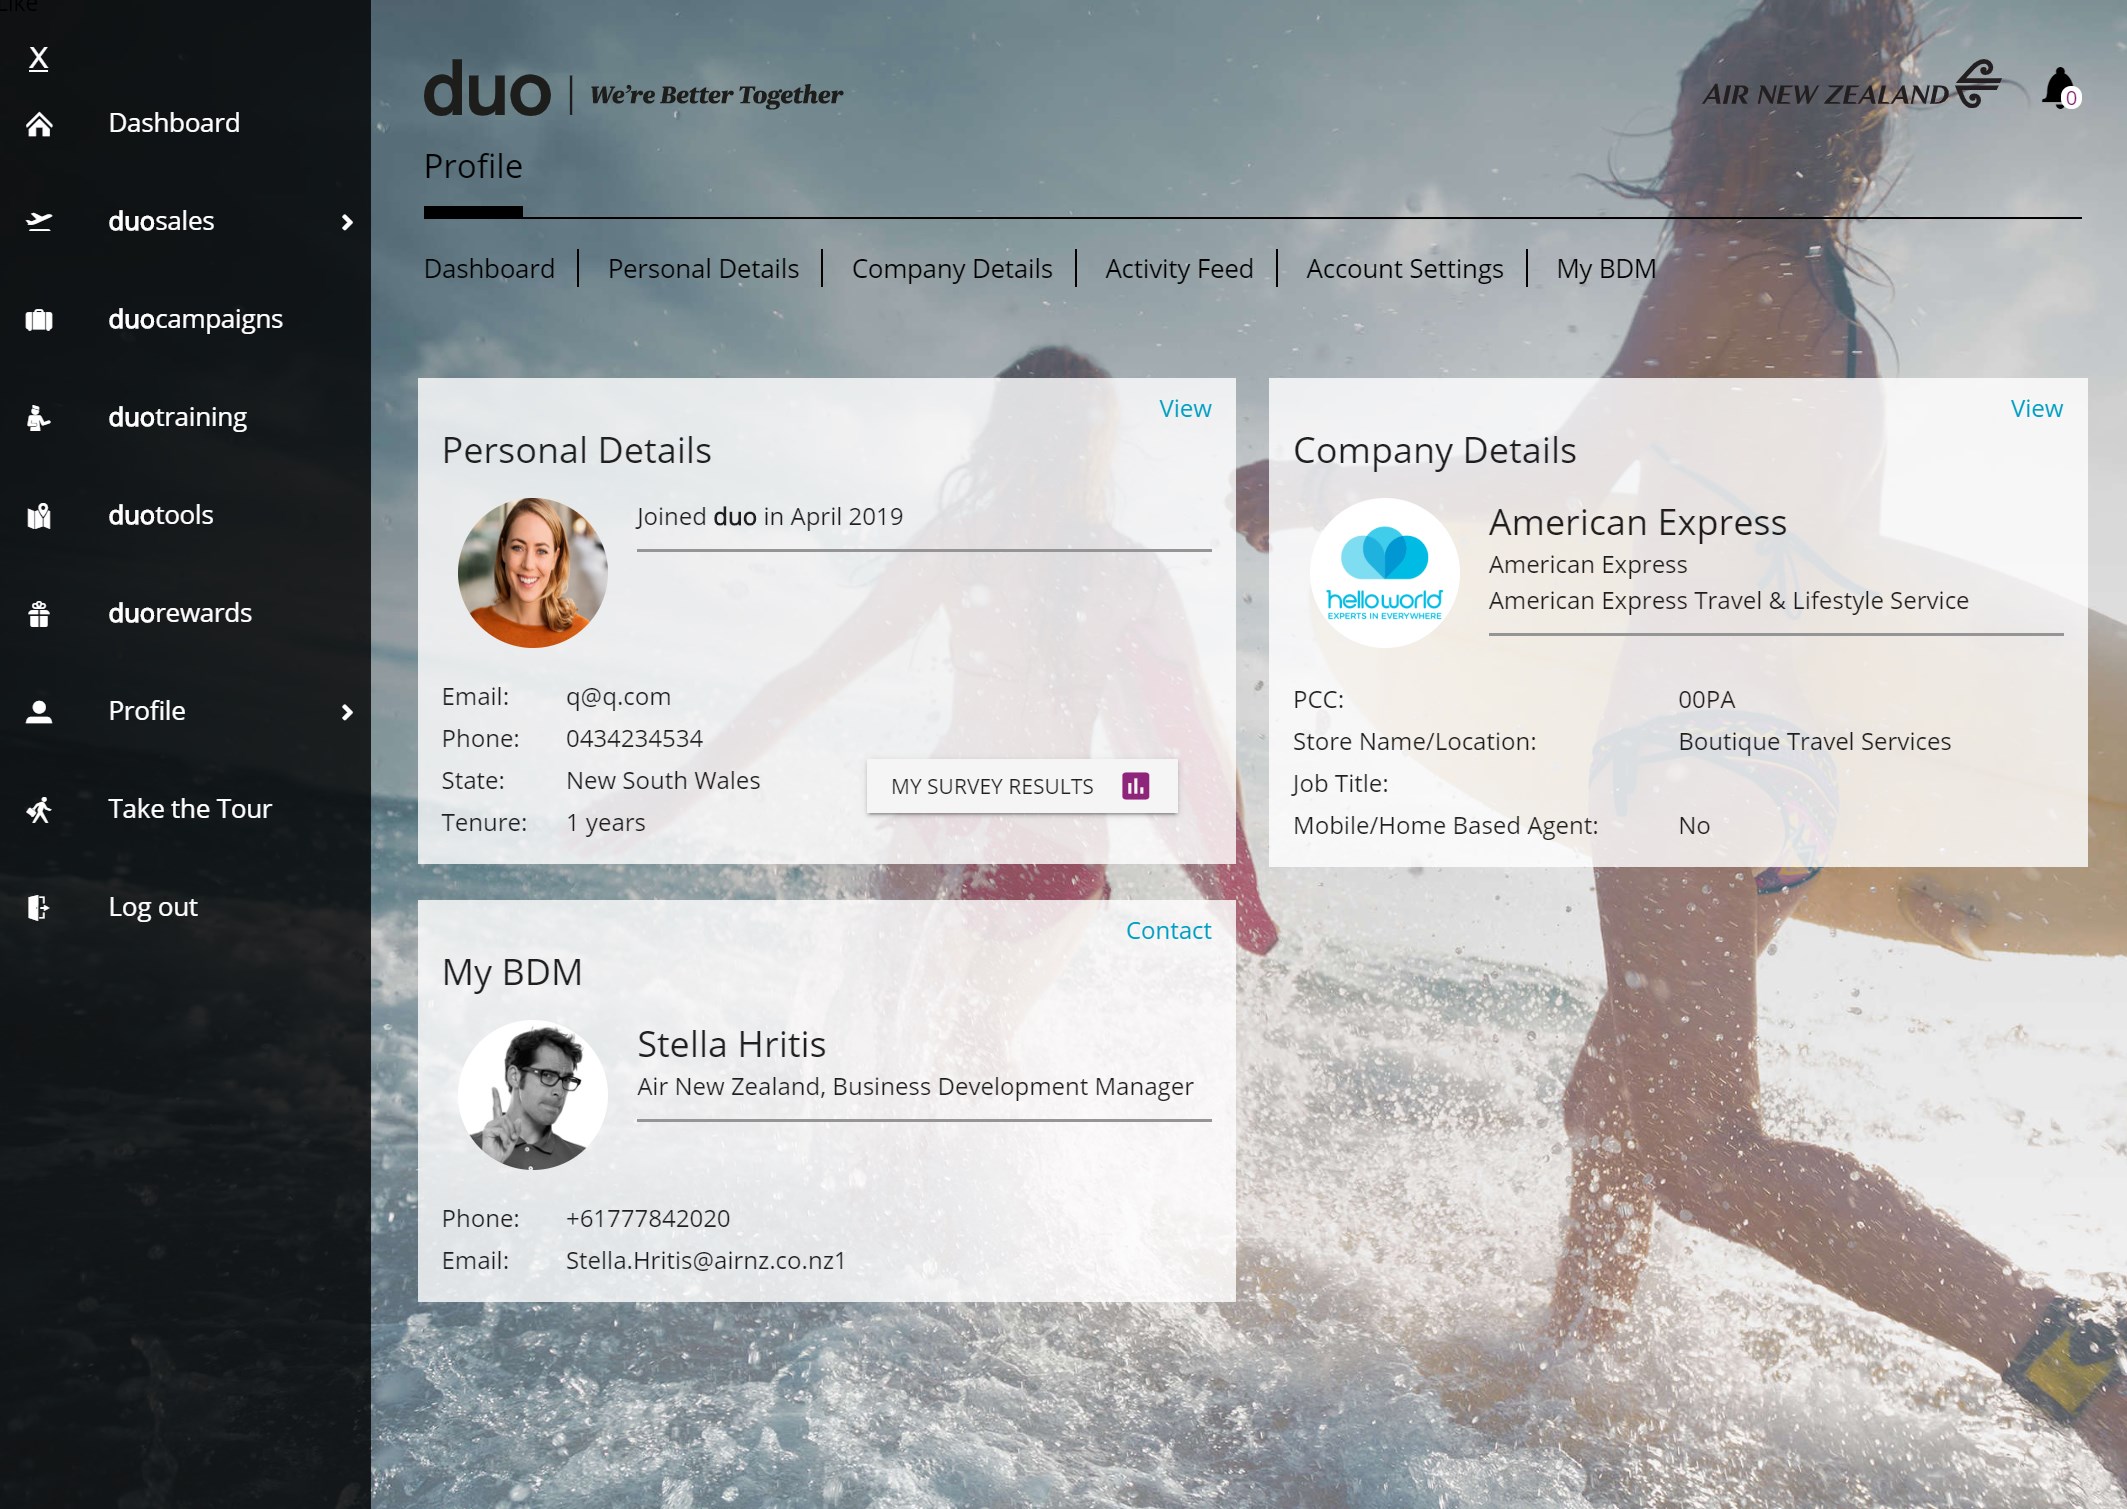 Like
X
Dashboard
duosales
duocampaigns
duotraining
duotools
duorewards
Profile
Take the Tour
Log out
duo | We're Better Together
AIR NEW ZEALAND
0
Profile
Dashboard
Personal Details
Company Details
Activity Feed
Account Settings
My BDM
View
Personal Details
Joined duo in April 2019
Email: q@q.com
Phone: 0434234534
State: New South Wales
Tenure: 1 years
MY SURVEY RESULTS
View
Company Details
helloworld
EXPERTS IN EVERYWHERE
American Express
American Express
American Express Travel & Lifestyle Service
PCC: 00PA
Store Name/Location: Boutique Travel Services
Job Title:
Mobile/Home Based Agent: No
Contact
My BDM
Stella Hritis
Air New Zealand, Business Development Manager
Phone: +61777842020
Email: Stella.Hritis@airnz.co.nz1